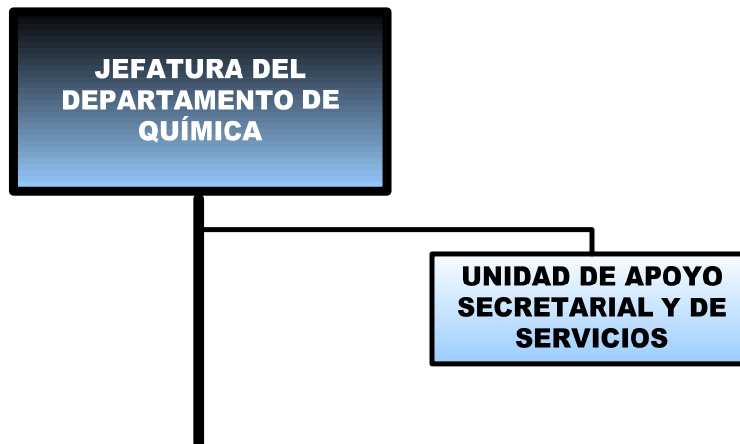 JEFATURA DEL
DEPARTAMENTO DE
QUÍMICA
UNIDAD DE APOYO
SECRETARIAL Y DE
SERVICIOS